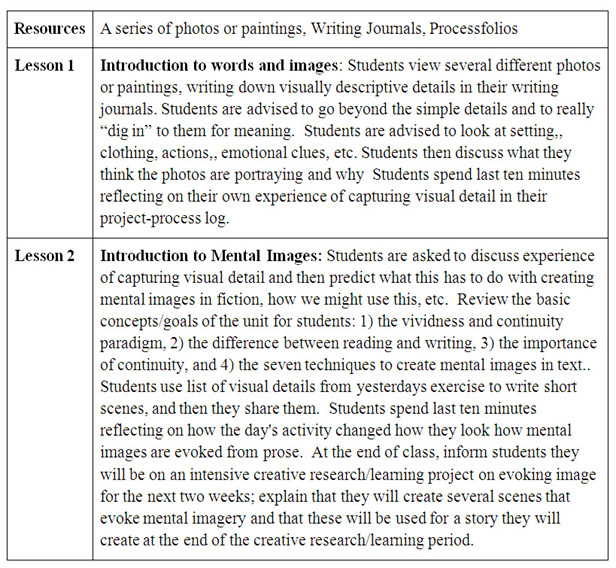 Resources A series of photos or paintings, Writing Journals, Processfolios
Lesson 1 Introduction to words and images: Students view several different photos
or paintings, writing down visually descriptive details in their writing
journals. Students are advised to go beyond the simple details and to really
“dig in” to them for meaning. Students are advised to look at setting,,
clothing, actions,, emotional clues, etc. Students then discuss what they
think the photos are portraying and why Students spend last ten minutes
reflecting on their own experience of capturing visual detail in their
project-process log.
Lesson 2 Introduction to Mental Images: Students are asked to discuss experience
of capturing visual detail and then predict what this has to do with creating
mental images in fiction, how we might use this, etc. Review the basic
concepts/goals of the unit for students: 1) the vividness and continuity
paradigm, 2) the difference between reading and writing, 3) the importance
of continuity, and 4) the seven techniques to create mental images in text..
Students use list of visual details from yesterdays exercise to write short
scenes, and then they share them. Students spend last ten minutes
reflecting on how the day's activity changed how they look how mental
images are evoked from prose. At the end of class, inform students they
will be on an intensive creative research/learning project on evoking image
for the next two weeks; explain that they will create several scenes that
evoke mental imagery and that these will be used for a story they will
create at the end of the creative research/learning period.